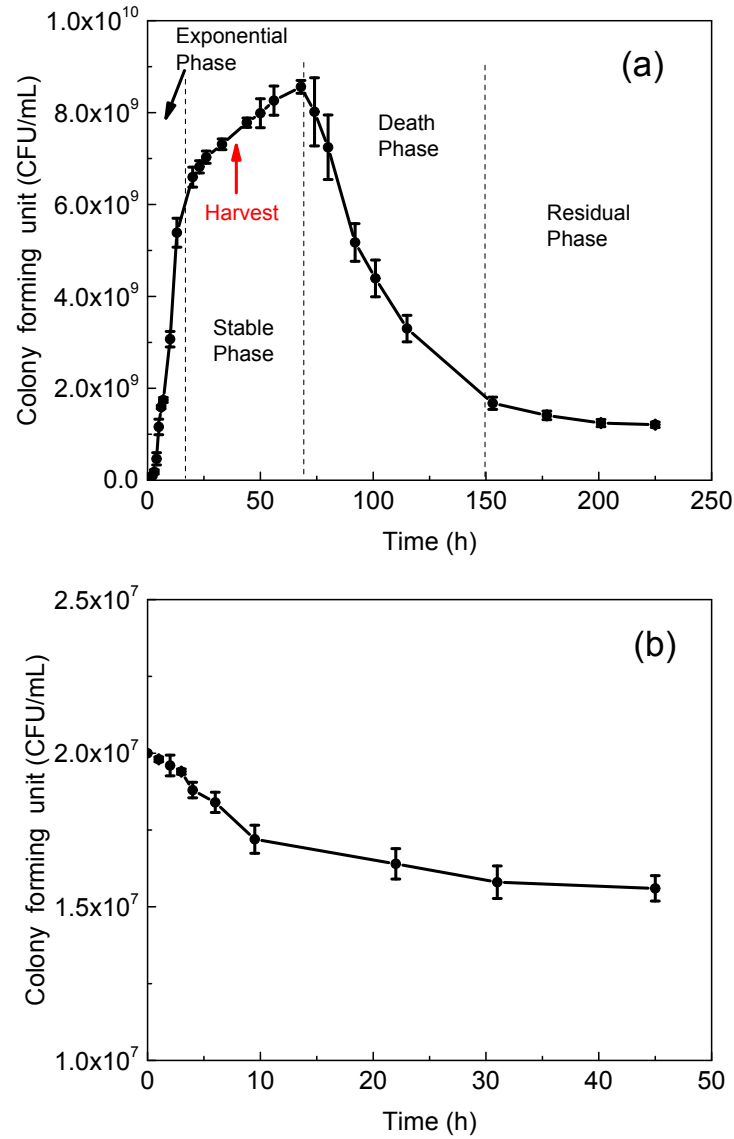 1.0x10^10
8.0x10^9
6.0x10^9
4.0x10^9
2.0x10^9
0.0
Colony forming unit (CFU/mL)
Exponential
Phase
(a)
Death
Phase
Harvest
Residual
Phase
Stable
Phase
0 50 100 150 200 250
Time (h)
2.5x10^7
2.0x10^7
1.5x10^7
1.0x10^7
Colony forming unit (CFU/mL)
(b)
0 10 20 30 40 50
Time (h)